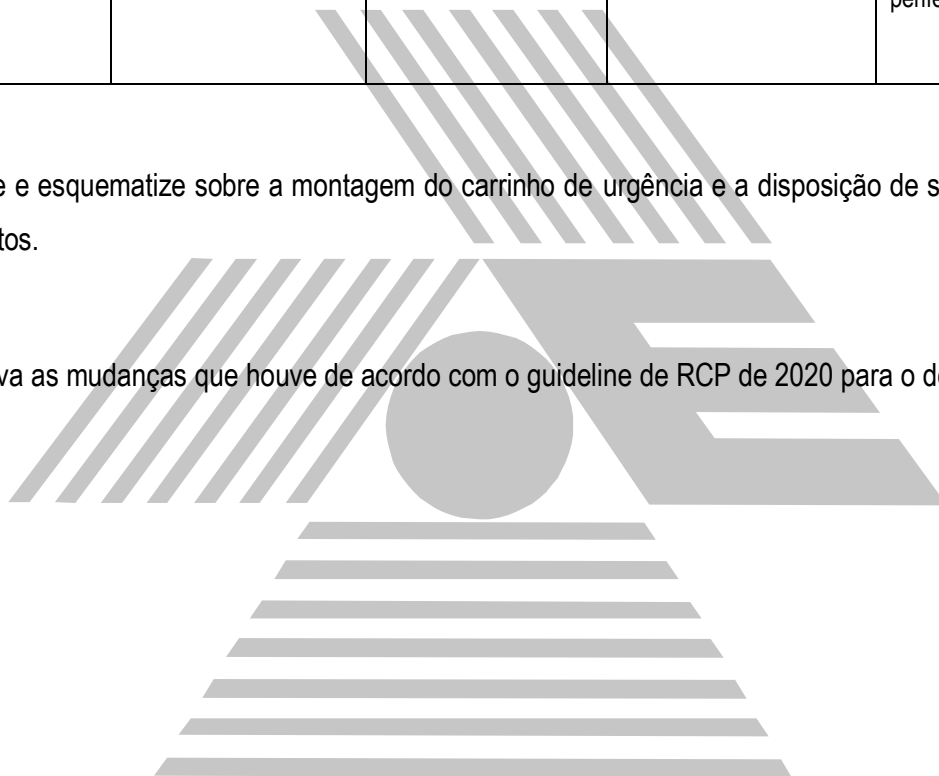 e e esquematize sobre a montagem do carrinho de urgência e a disposição de s
tos.
va as mudanças que houve de acordo com o guideline de RCP de 2020 para o d